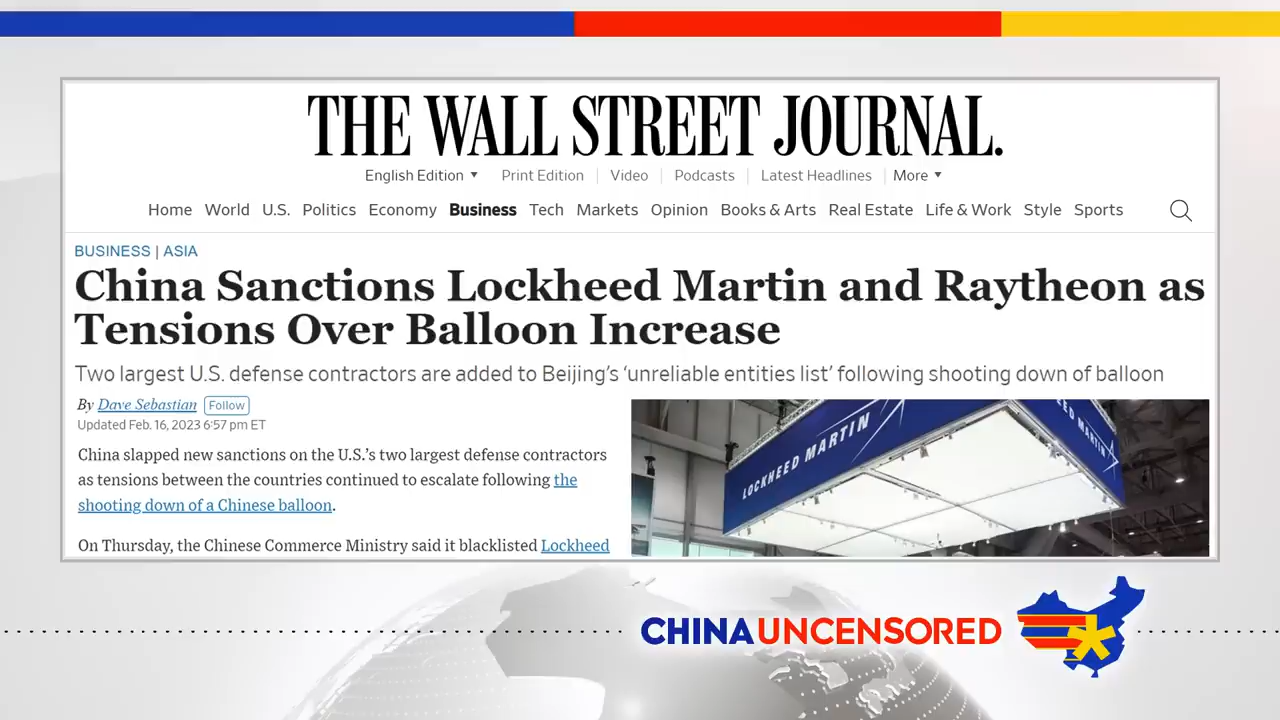 THE WALL STREET JOURNAL.
English Edition Print Edition Video Podcasts Latest Headlines More
Home World U.S. Politics Economy Business Tech Markets Opinion Books & Arts Real Estate Life & Work Style Sports
BUSINESS | ASIA
China Sanctions Lockheed Martin and Raytheon as
Tensions Over Balloon Increase
Two largest U.S. defense contractors are added to Beijing’s ‘unreliable entities list’ following shooting down of balloon
By Dave Sebastian Follow
Updated Feb. 16, 2023 6:57 pm ET
China slapped new sanctions on the U.S.’s two largest defense contractors
as tensions between the countries continued to escalate following the
shooting down of a Chinese balloon.
On Thursday, the Chinese Commerce Ministry said it blacklisted Lockheed
LOCKHEED MARTIN
ED MARTIN
CHINA UNCENSORED